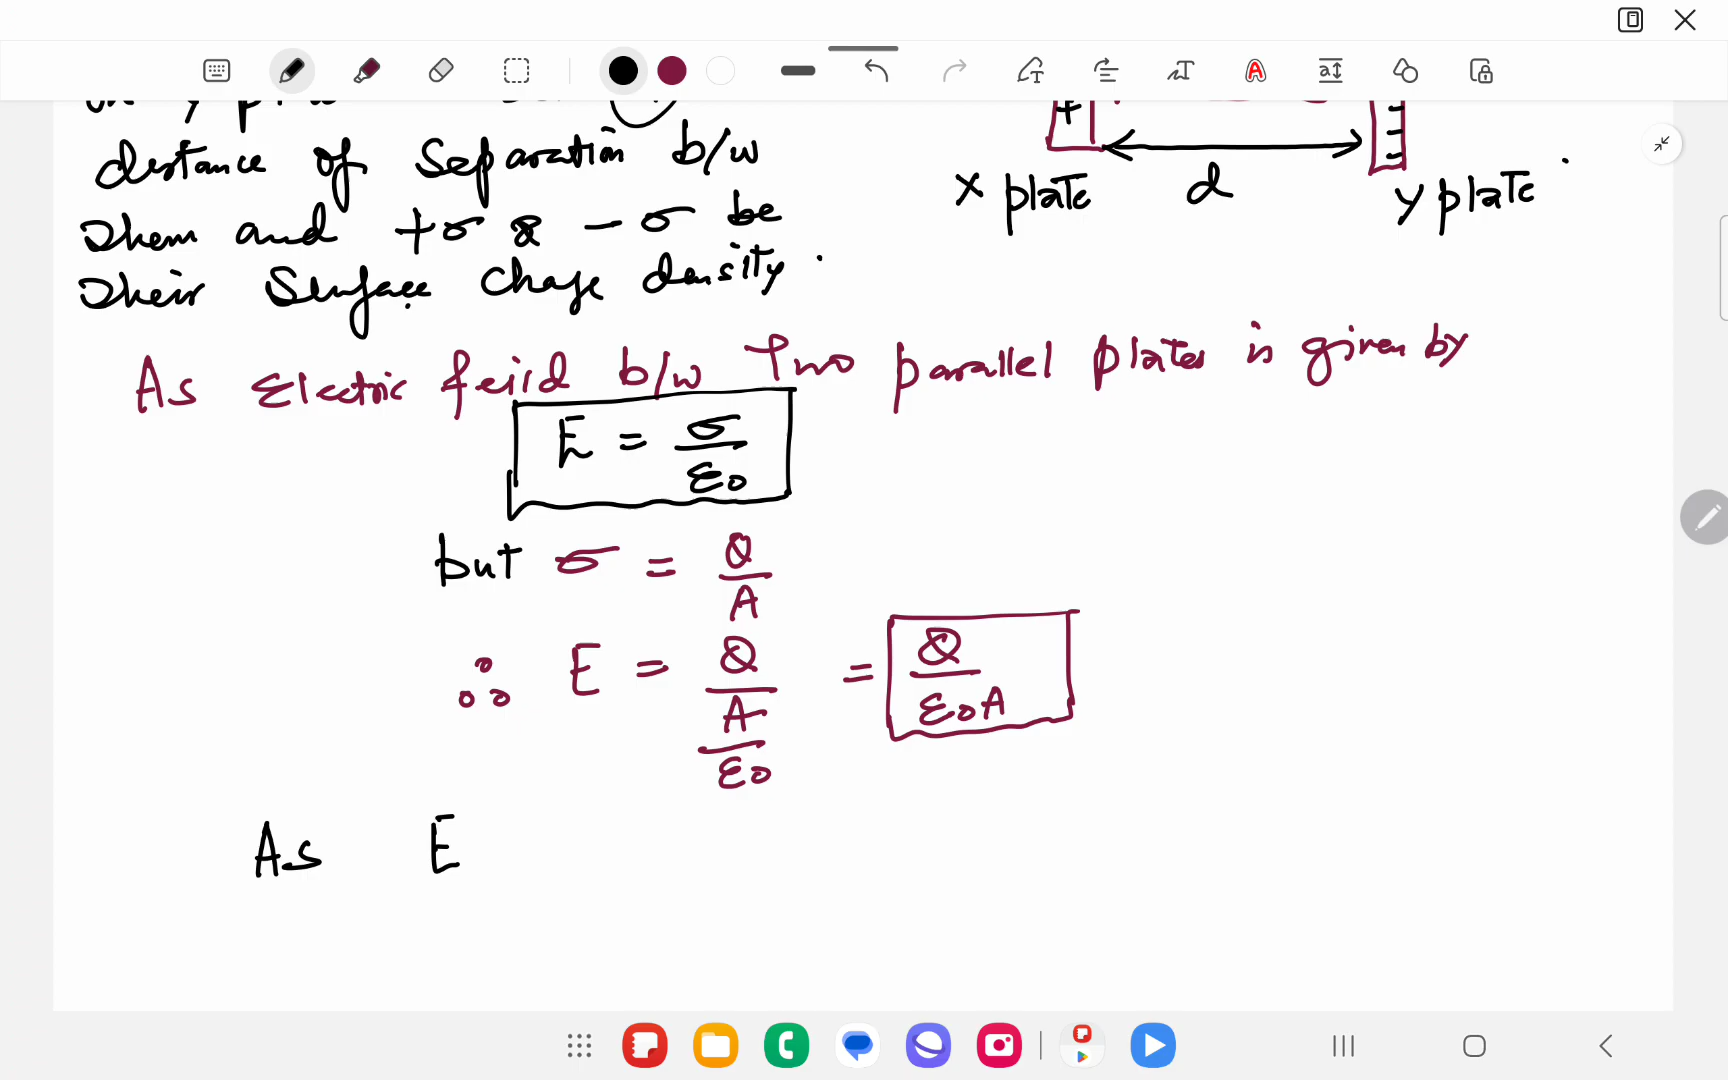 distance of Separation b/w
them and +σ & -σ be
their Surface Chage density.
X plate d y plate
As Electric feild b/w Two parallel plates is given by
E = σ/ε0
but σ = Q/A
∴ E = Q/A/ε0 = Q/ε0A
As E